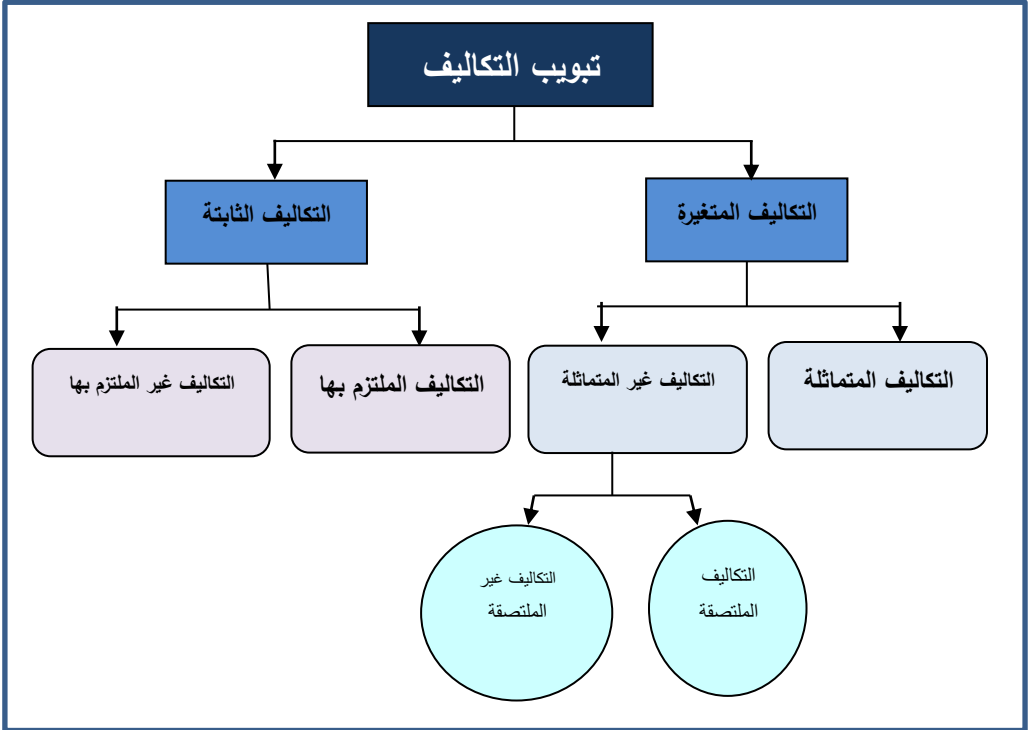 تبويب التكاليف
التكاليف المتغيرة
التكاليف الثابتة
التكاليف المتماثلة
التكاليف غير المتماثلة
التكاليف الملتزم بها
التكاليف غير الملتزم بها
التكاليف
الملتصقة
التكاليف غير
الملتصقة